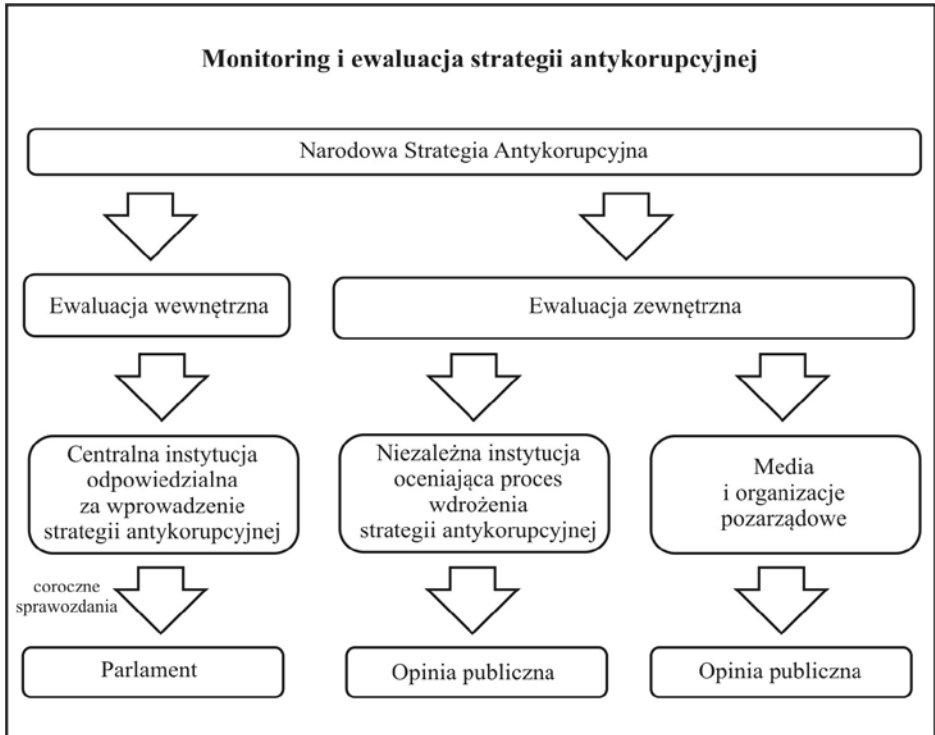 Monitoring i ewaluacja strategii antykorupcyjnej
Narodowa Strategia Antykorupcyjna
Ewaluacja wewnętrzna
Ewaluacja zewnętrzna
Centralna instytucja
odpowiedzialna
za wprowadzenie
strategii antykorupcyjnej
Niezależna instytucja
oceniająca proces
wdrożenia
strategii antykorupcyjnej
Media
i organizacje
pozarządowe
coroczne
sprawozdania
Parlament
Opinia publiczna
Opinia publiczna